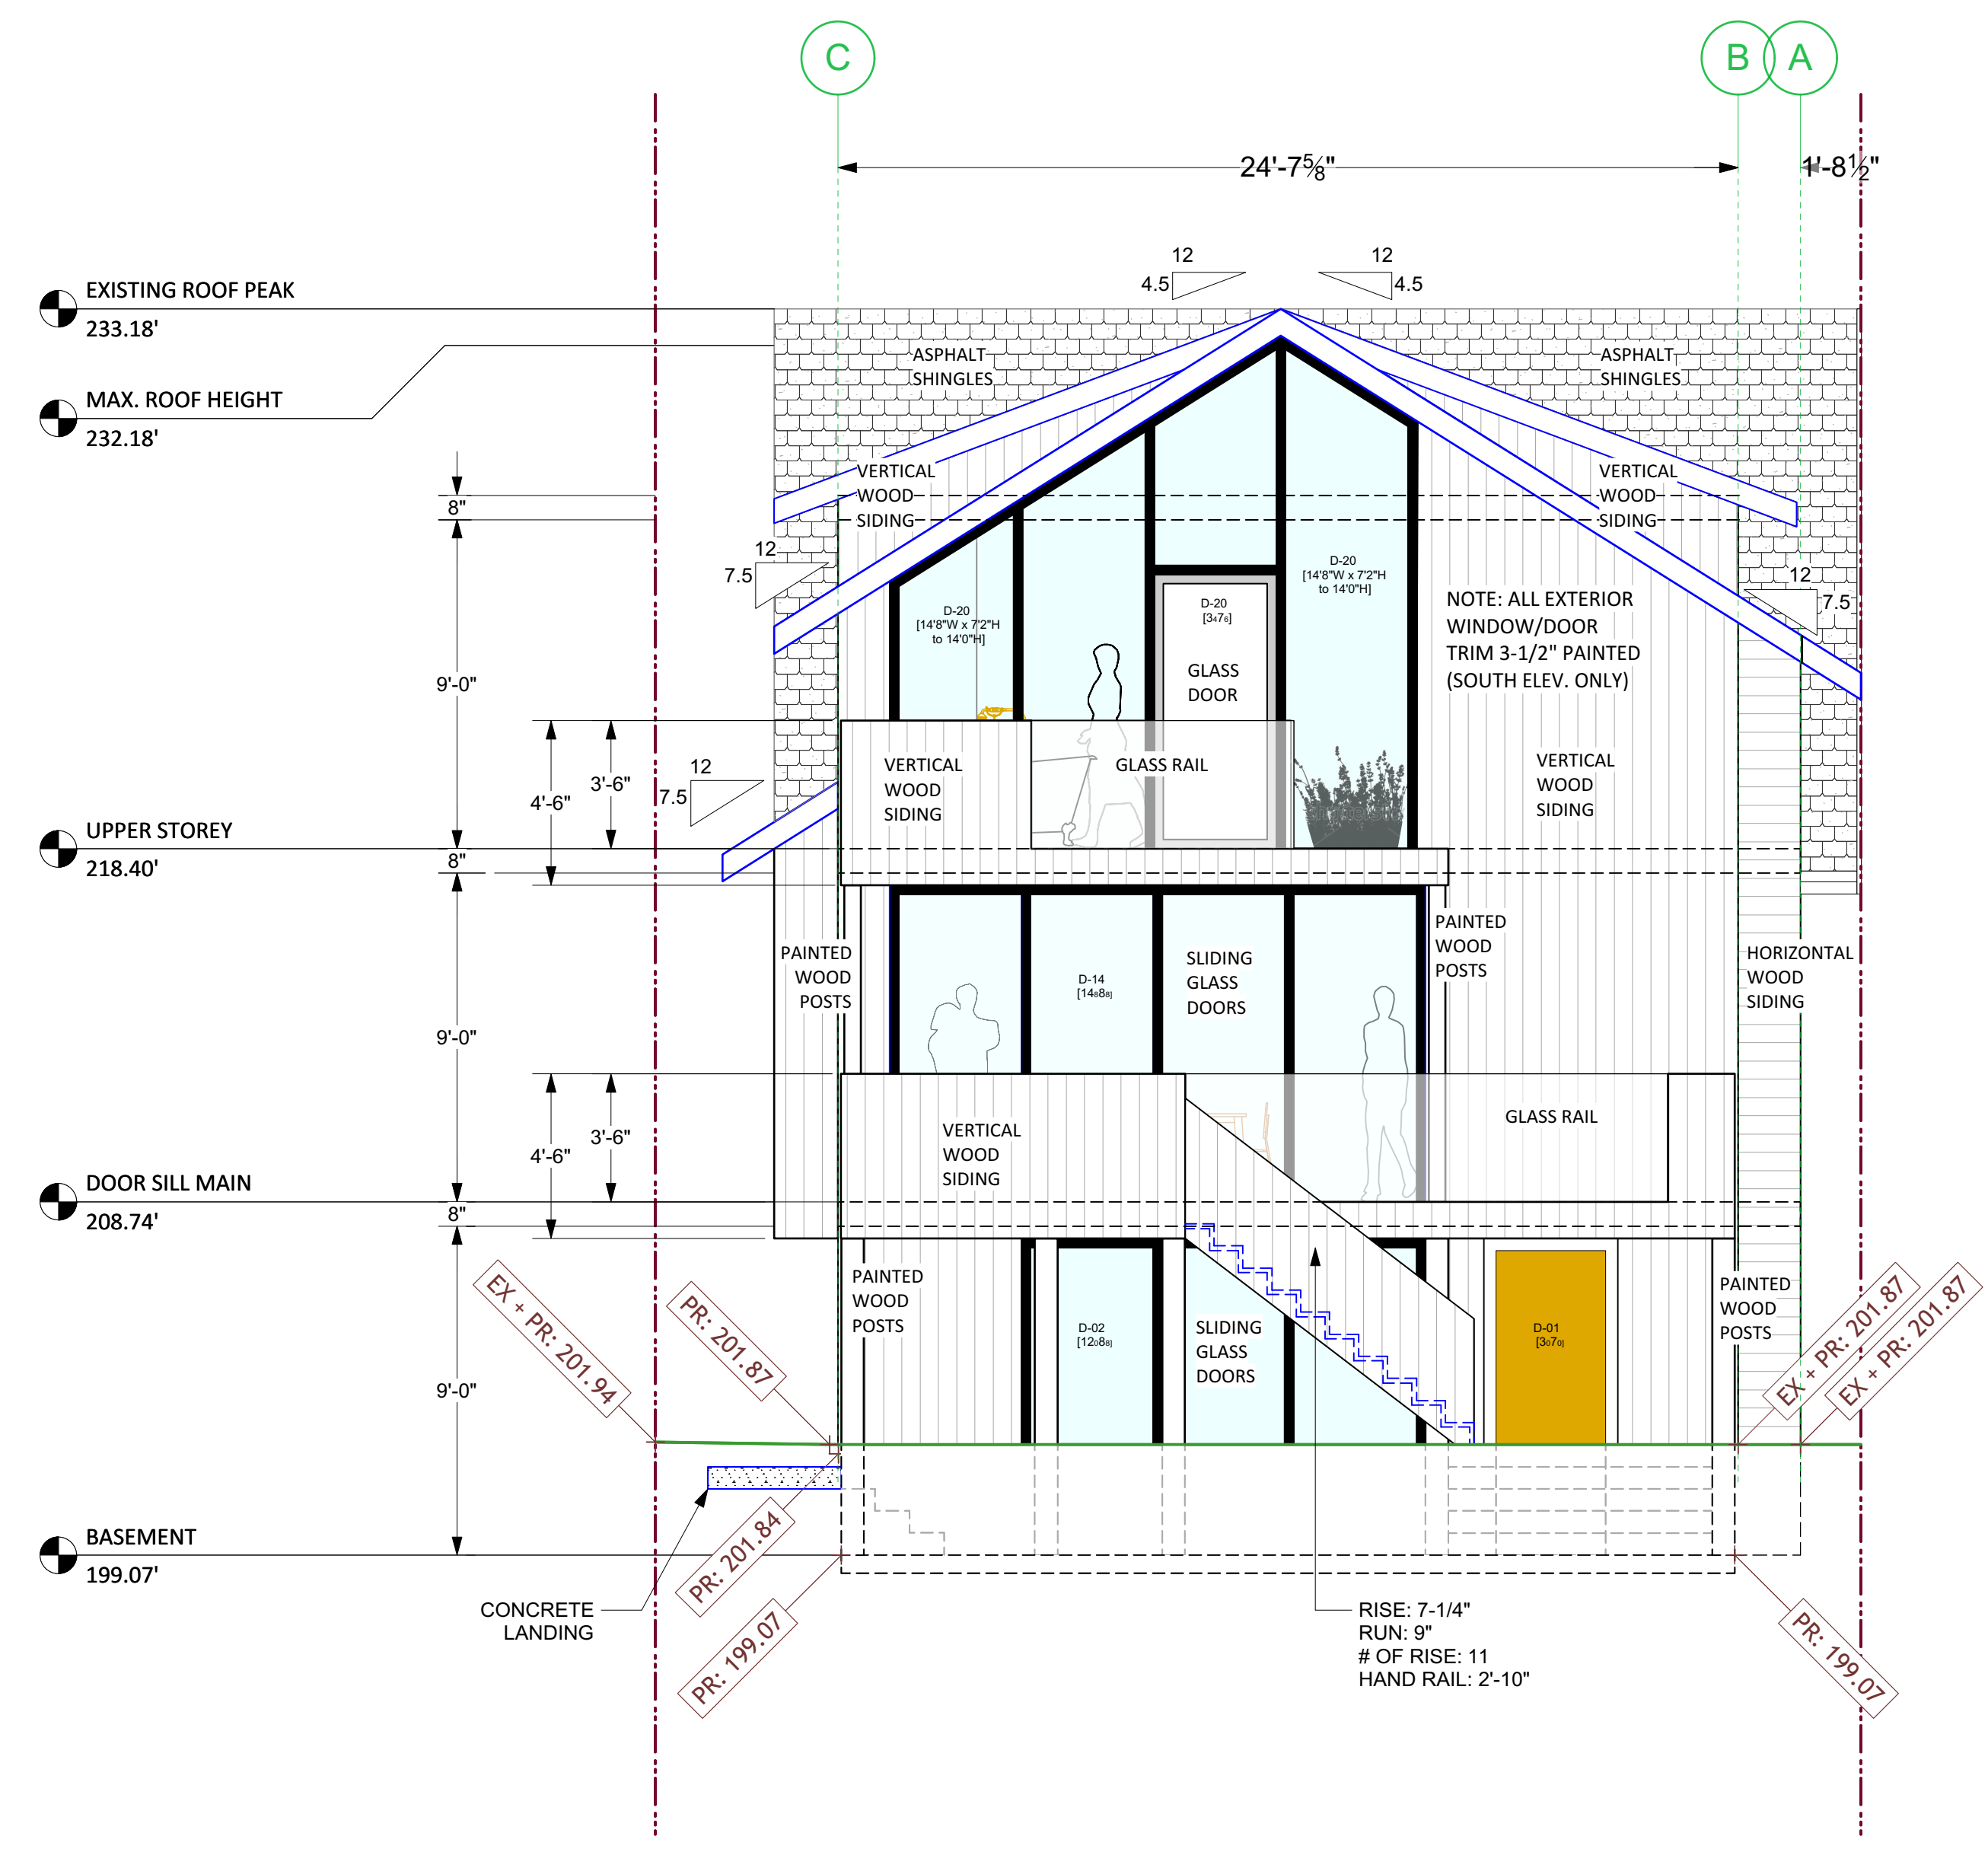 C
B
A
24'-7⅝"
1'-8½"
12
4.5
12
4.5
EXISTING ROOF PEAK
233.18'
MAX. ROOF HEIGHT
232.18'
ASPHALT
SHINGLES
ASPHALT
SHINGLES
VERTICAL
WOOD
SIDING
VERTICAL
WOOD
SIDING
8"
12
7.5
12
7.5
D-20
[14'8"W x 7'2"H
to 14'0"H]
D-20
[3476]
D-20
[14'8"W x 7'2"H
to 14'0"H]
NOTE: ALL EXTERIOR
WINDOW/DOOR
TRIM 3-1/2" PAINTED
(SOUTH ELEV. ONLY)
GLASS
DOOR
9'-0"
12
7.5
4'-6"
3'-6"
VERTICAL
WOOD
SIDING
GLASS RAIL
VERTICAL
WOOD
SIDING
UPPER STOREY
218.40'
8"
PAINTED
WOOD
POSTS
D-14
[14888]
SLIDING
GLASS
DOORS
PAINTED
WOOD
POSTS
HORIZONTAL
WOOD
SIDING
9'-0"
4'-6"
3'-6"
VERTICAL
WOOD
SIDING
GLASS RAIL
DOOR SILL MAIN
208.74'
8"
EX + PR: 201.94
PR: 201.87
PAINTED
WOOD
POSTS
D-02
[12088]
SLIDING
GLASS
DOORS
D-01
[3070]
PAINTED
WOOD
POSTS
EX + PR: 201.87
EX + PR: 201.87
9'-0"
BASEMENT
199.07'
PR: 201.84
PR: 199.07
CONCRETE
LANDING
RISE: 7-1/4"
RUN: 9"
# OF RISE: 11
HAND RAIL: 2'-10"
PR: 199.07